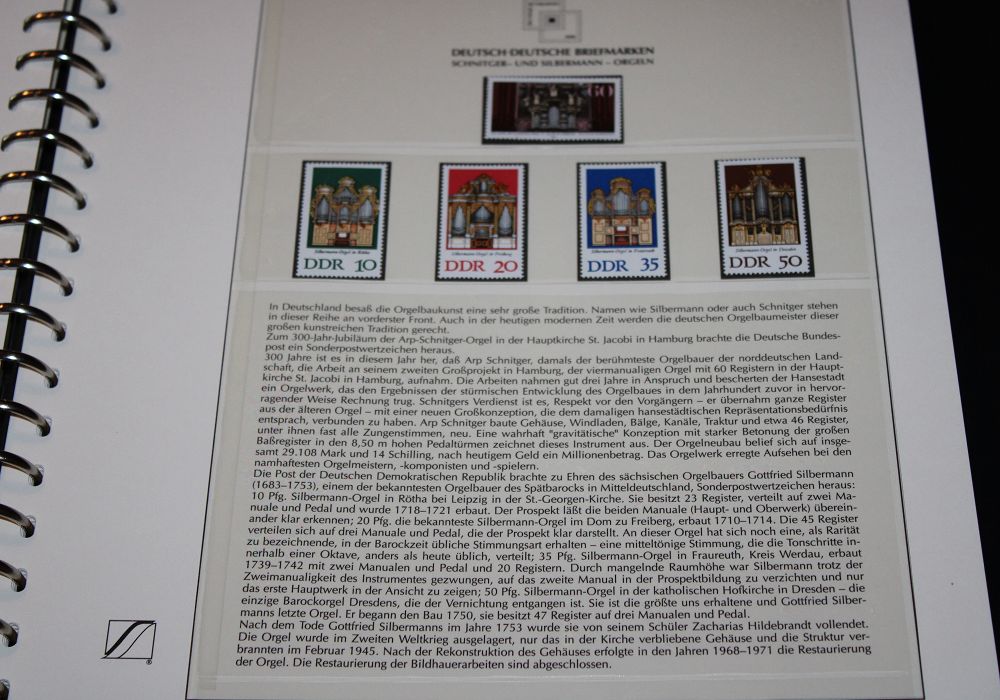 DEUTSCH-DEUTSCHE BRIEFMARKEN
SCHNITGER- UND SILBERMANN – ORGELN
60
Silbermann-Orgel in Rötha
DDR 10
Silbermann-Orgel in Freiberg
DDR 20
Silbermann-Orgel in Fraureuth
DDR 35
Silbermann-Orgel in Dresden
DDR 50
In Deutschland besaß die Orgelbaukunst eine sehr große Tradition. Namen wie Silbermann oder auch Schnitger stehen
in dieser Reihe an vorderster Front. Auch in der heutigen modernen Zeit werden die deutschen Orgelbaumeister dieser
großen kunstreichen Tradition gerecht.
Zum 300-Jahr-Jubiläum der Arp-Schnitger-Orgel in der Hauptkirche St. Jacobi in Hamburg brachte die Deutsche Bundes-
post ein Sonderpostwertzeichen heraus.
300 Jahre ist es in diesem Jahr her, daß Arp Schnitger, damals der berühmteste Orgelbauer der norddeutschen Land-
schaft, die Arbeit an seinem zweiten Großprojekt in Hamburg, der viermanualigen Orgel mit 60 Registern in der Haupt-
kirche St. Jacobi in Hamburg, aufnahm. Die Arbeiten nahmen gut drei Jahre in Anspruch und bescherten der Hansestadt
ein Orgelwerk, das den Ergebnissen der stürmischen Entwicklung des Orgelbaues in dem Jahrhundert zuvor in hervor-
ragender Weise Rechnung trug. Schnitgers Verdienst ist es, Respekt vor den Vorgängern – er übernahm ganze Register
aus der älteren Orgel – mit einer neuen Großkonzeption, die dem damaligen hansestädtischen Repräsentationsbedürfnis
entsprach, verbunden zu haben. Arp Schnitger baute Gehäuse, Windladen, Bälge, Kanäle, Traktur und etwa 46 Register,
unter ihnen fast alle Zungenstimmen, neu. Eine wahrhaft "gravitätische" Konzeption mit starker Betonung der großen
Baßregister in den 8,50 m hohen Pedaltürmen zeichnet dieses Instrument aus. Der Orgelneubau belief sich auf insge-
samt 29.108 Mark und 14 Schilling, nach heutigem Geld ein Millionenbetrag. Das Orgelwerk erregte Aufsehen bei den
namhaftesten Orgelmeistern, -komponisten und -spielern.
Die Post der Deutschen Demokratischen Republik brachte zu Ehren des sächsischen Orgelbauers Gottfried Silbermann
(1683–1753), einem der bekanntesten Orgelbauer des Spätbarocks in Mitteldeutschland, Sonderpostwertzeichen heraus:
10 Pfg. Silbermann-Orgel in Rötha bei Leipzig in der St.-Georgen-Kirche. Sie besitzt 23 Register, verteilt auf zwei Ma-
nuale und Pedal und wurde 1718–1721 erbaut. Der Prospekt läßt die beiden Manuale (Haupt- und Oberwerk) überein-
ander klar erkennen; 20 Pfg. die bekannteste Silbermann-Orgel im Dom zu Freiberg, erbaut 1710–1714. Die 45 Register
verteilen sich auf drei Manuale und Pedal, die der Prospekt klar darstellt. An dieser Orgel hat sich noch eine, als Rarität
zu bezeichnende, in der Barockzeit übliche Stimmungsart erhalten – eine mitteltönige Stimmung, die die Tonschritte in-
nerhalb einer Oktave, anders als heute üblich, verteilt; 35 Pfg. Silbermann-Orgel in Fraureuth, Kreis Werdau, erbaut
1739–1742 mit zwei Manualen und Pedal und 20 Registern. Durch mangelnde Raumhöhe war Silbermann trotz der
Zweimanualigkeit des Instrumentes gezwungen, auf das zweite Manual in der Prospektbildung zu verzichten und nur
das erste Hauptwerk in der Ansicht zu zeigen; 50 Pfg. Silbermann-Orgel in der katholischen Hofkirche in Dresden – die
einzige Barockorgel Dresdens, die der Vernichtung entgangen ist. Sie ist die größte uns erhaltene und Gottfried Silber-
manns letzte Orgel. Er begann den Bau 1750, sie besitzt 47 Register auf drei Manualen und Pedal.
Nach dem Tode Gottfried Silbermanns im Jahre 1753 wurde sie von seinem Schüler Zacharias Hildebrandt vollendet.
Die Orgel wurde im Zweiten Weltkrieg ausgelagert, nur das in der Kirche verbliebene Gehäuse und die Struktur ver-
brannten im Februar 1945. Nach der Rekonstruktion des Gehäuses erfolgte in den Jahren 1968–1971 die Restaurierung
der Orgel. Die Restaurierung der Bildhauerarbeiten sind abgeschlossen.